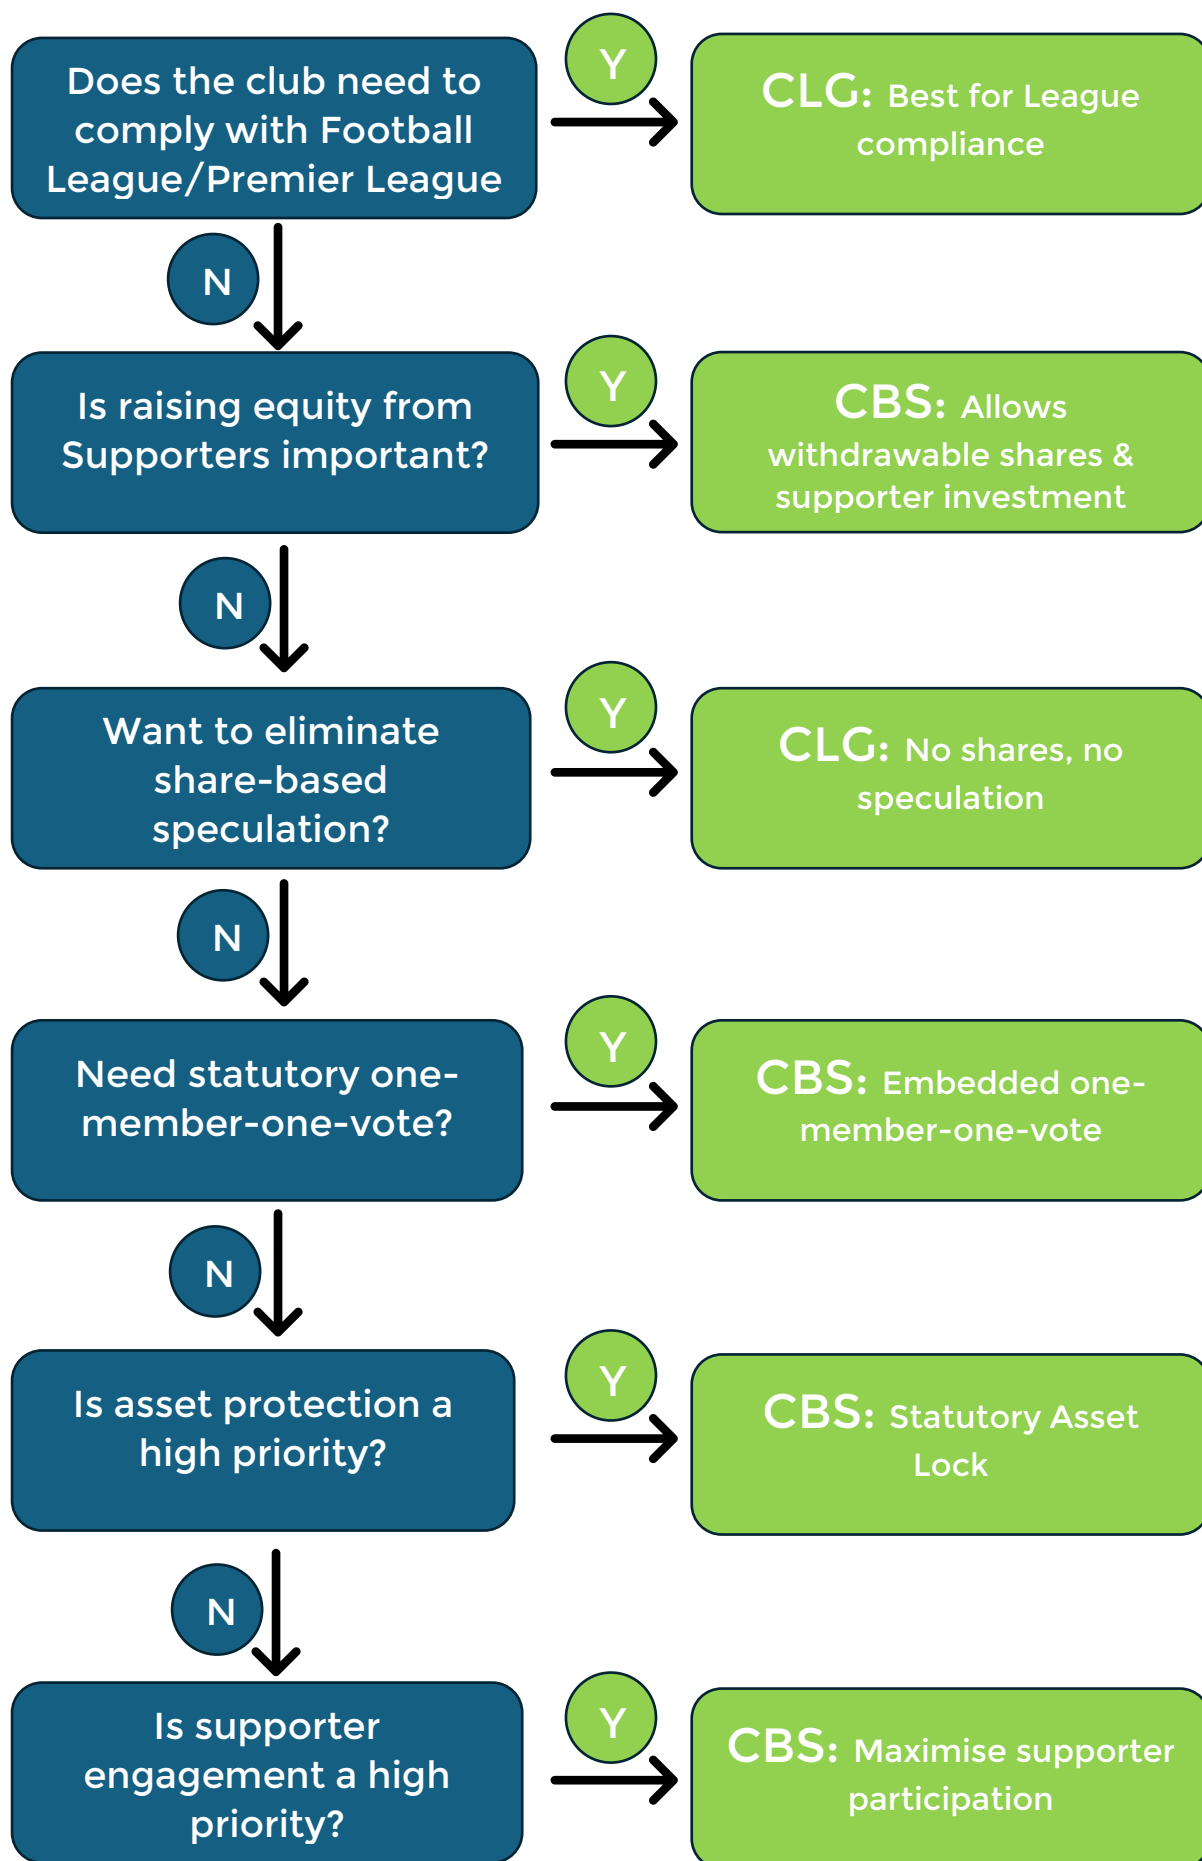 Does the club need to
comply with Football
League/Premier League
Y
CLG: Best for League
compliance
N
Is raising equity from
Supporters important?
Y
CBS: Allows
withdrawable shares &
supporter investment
N
Want to eliminate
share-based
speculation?
Y
CLG: No shares, no
speculation
N
Need statutory one-
member-one-vote?
Y
CBS: Embedded one-
member-one-vote
N
Is asset protection a
high priority?
Y
CBS: Statutory Asset
Lock
N
Is supporter
engagement a high
priority?
Y
CBS: Maximise supporter
participation